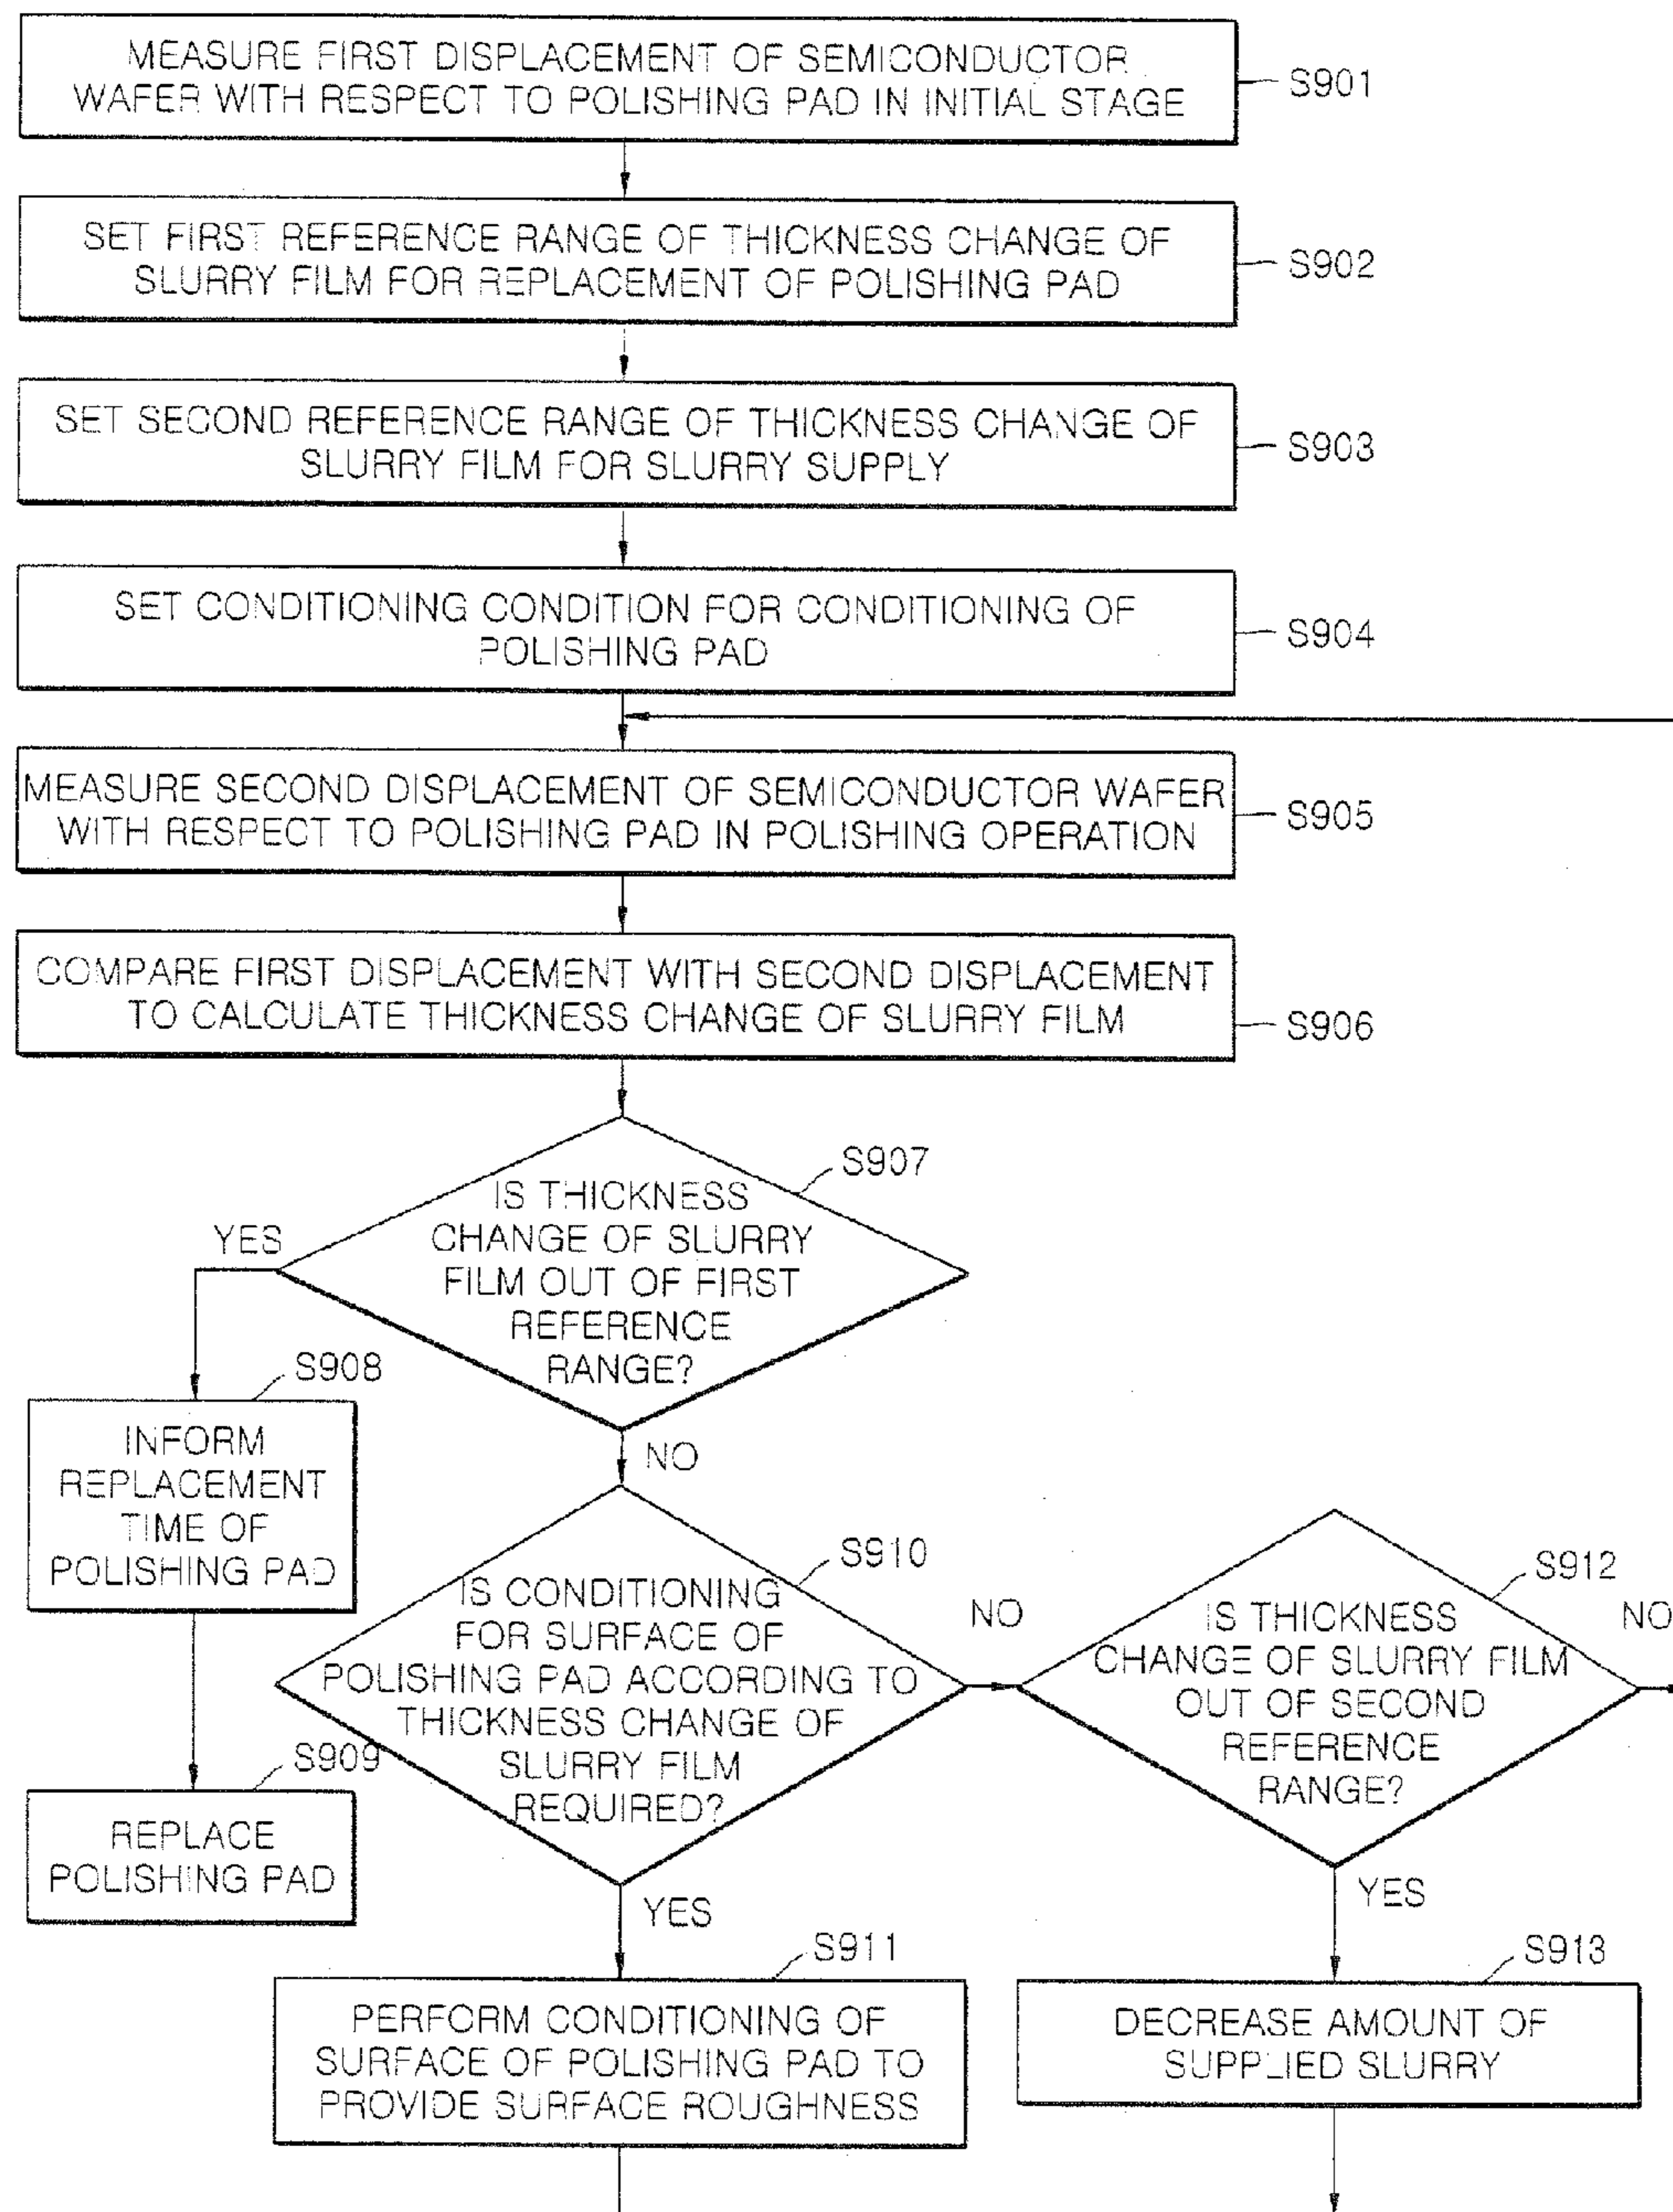 MEASURE FIRST DISPLACEMENT OF SEMICONDUCTOR
WAFER WITH RESPECT TO POLISHING PAD IN INITIAL STAGE
S901
SET FIRST REFERENCE RANGE OF THICKNESS CHANGE OF
SLURRY FILM FOR REPLACEMENT OF POLISHING PAD
S902
SET SECOND REFERENCE RANGE OF THICKNESS CHANGE OF
SLURRY FILM FOR SLURRY SUPPLY
S903
SET CONDITIONING CONDITION FOR CONDITIONING OF
POLISHING PAD
S904
MEASURE SECOND DISPLACEMENT OF SEMICONDUCTOR WAFER
WITH RESPECT TO POLISHING PAD IN POLISHING OPERATION
S905
COMPARE FIRST DISPLACEMENT WITH SECOND DISPLACEMENT
TO CALCULATE THICKNESS CHANGE OF SLURRY FILM
S906
S907
IS THICKNESS
CHANGE OF SLURRY
FILM OUT OF FIRST
REFERENCE
RANGE?
YES
NO
S908
INFORM
REPLACEMENT
TIME OF
POLISHING PAD
S909
REPLACE
POLISHING PAD
S910
IS CONDITIONING
FOR SURFACE OF
POLISHING PAD ACCORDING TO
THICKNESS CHANGE OF
SLURRY FILM
REQUIRED?
NO
YES
S911
PERFORM CONDITIONING OF
SURFACE OF POLISHING PAD TO
PROVIDE SURFACE ROUGHNESS
S912
IS THICKNESS
CHANGE OF SLURRY FILM
OUT OF SECOND
REFERENCE
RANGE?
NO
YES
S913
DECREASE AMOUNT OF
SUPPLIED SLURRY